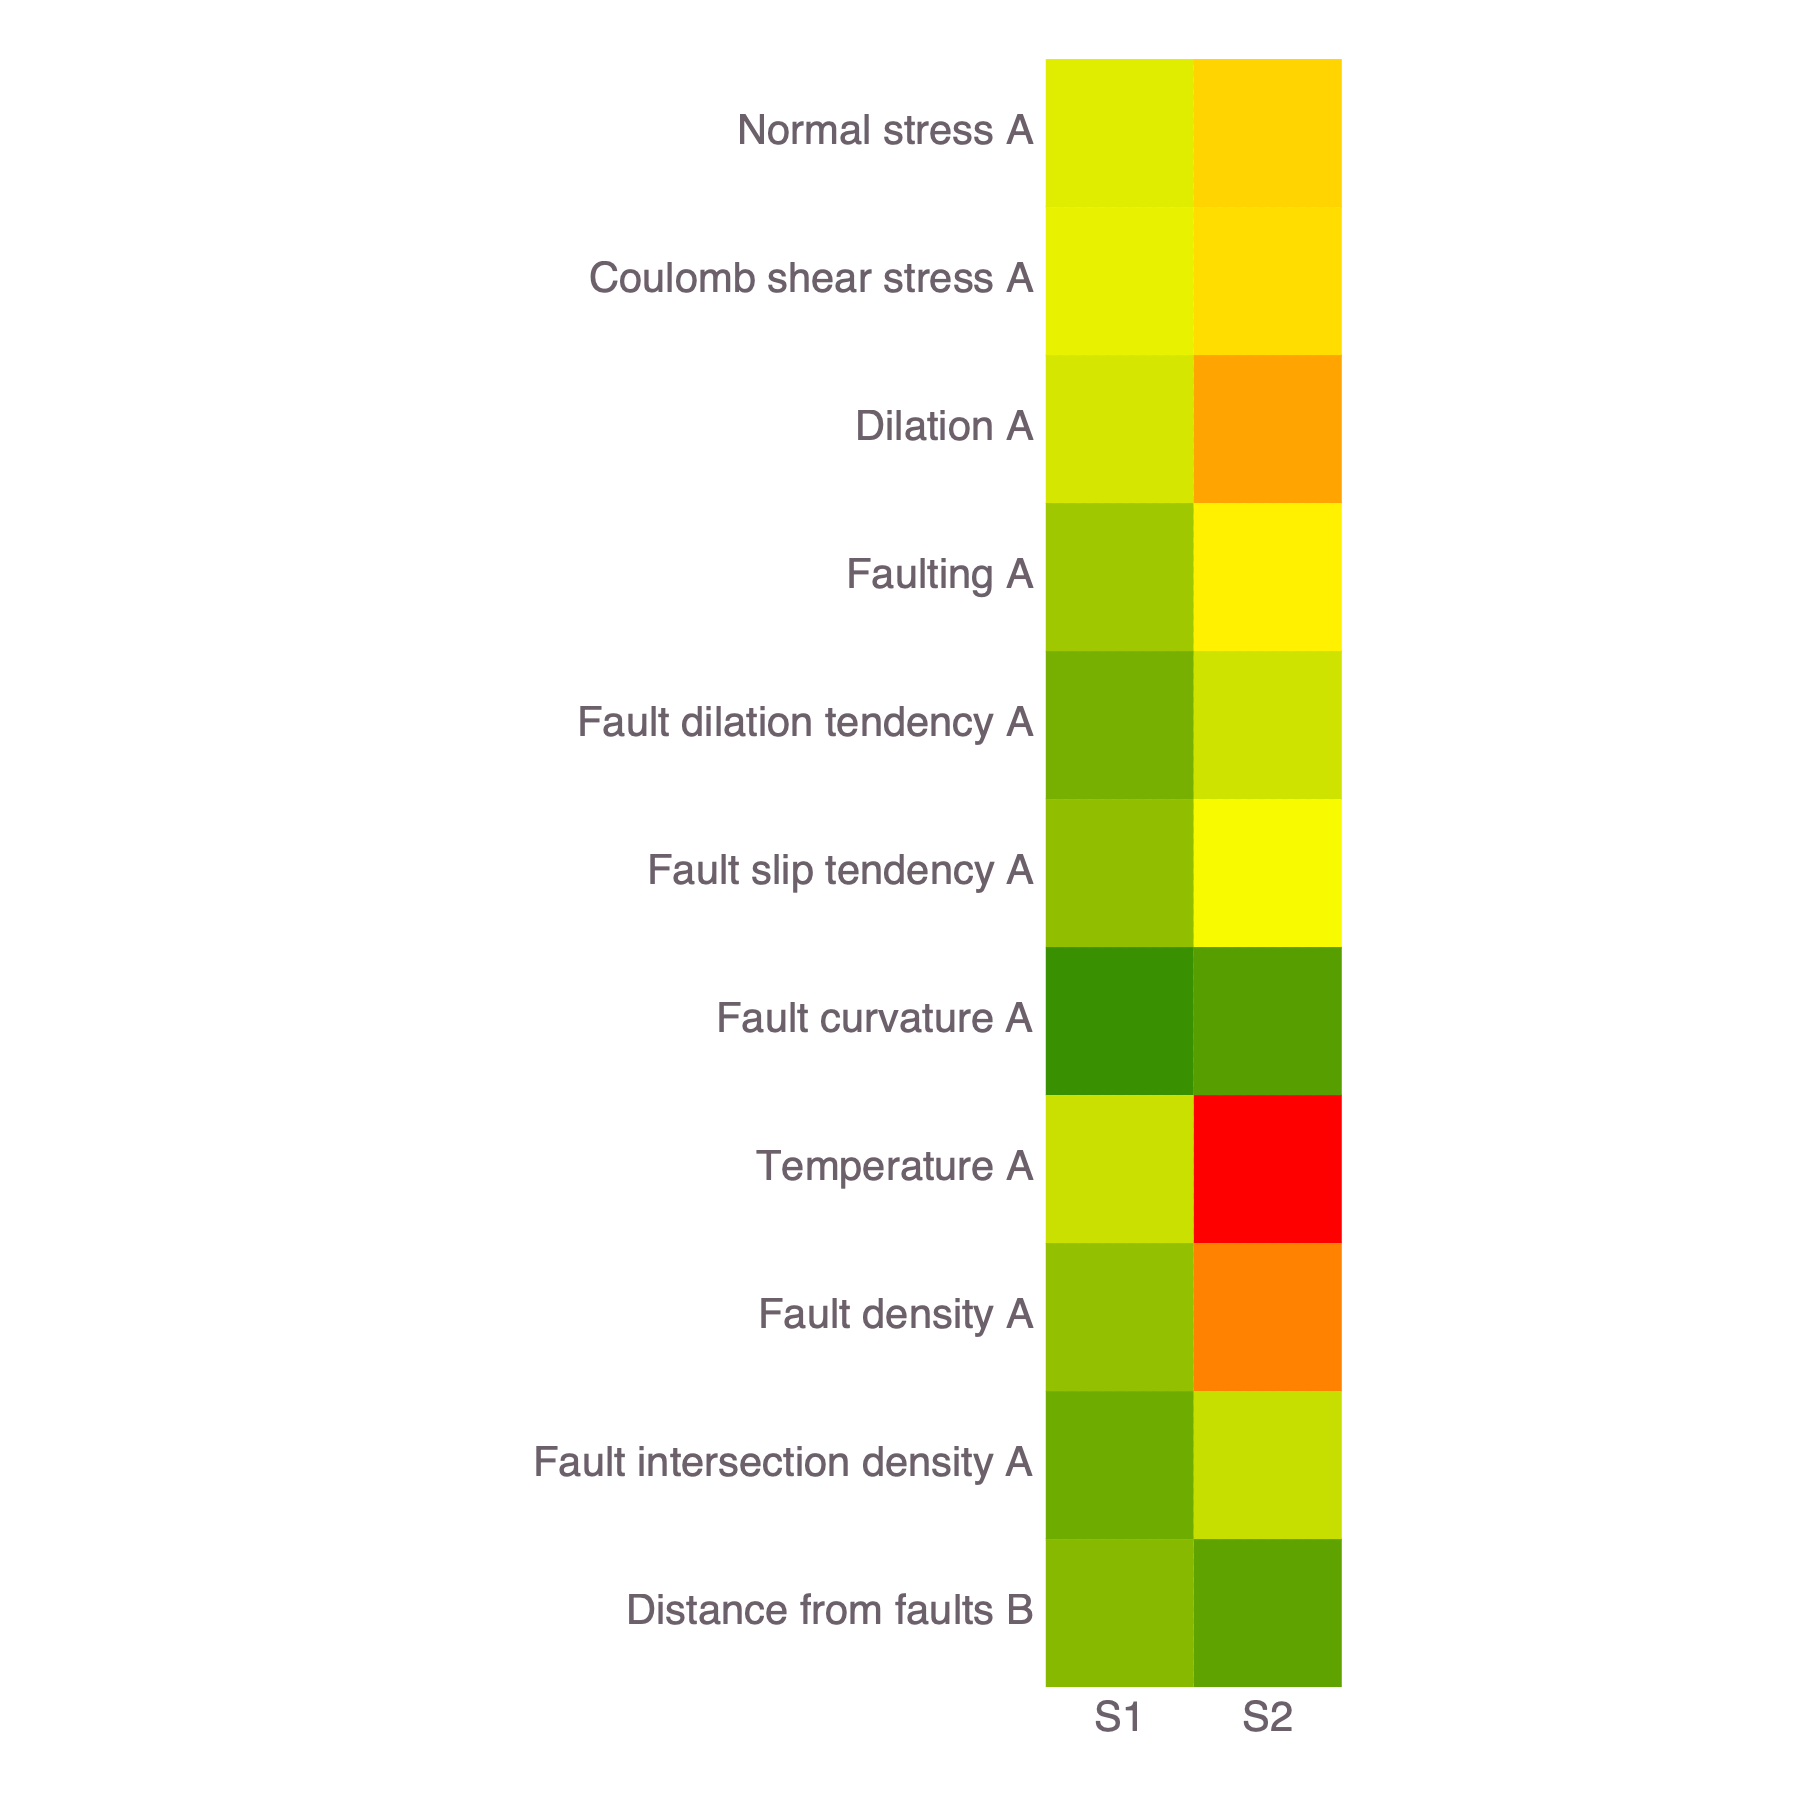 Normal stress A
Coulomb shear stress A
Dilation A
Faulting A
Fault dilation tendency A
Fault slip tendency A
Fault curvature A
Temperature A
Fault density A
Fault intersection density A
Distance from faults B
S1 S2